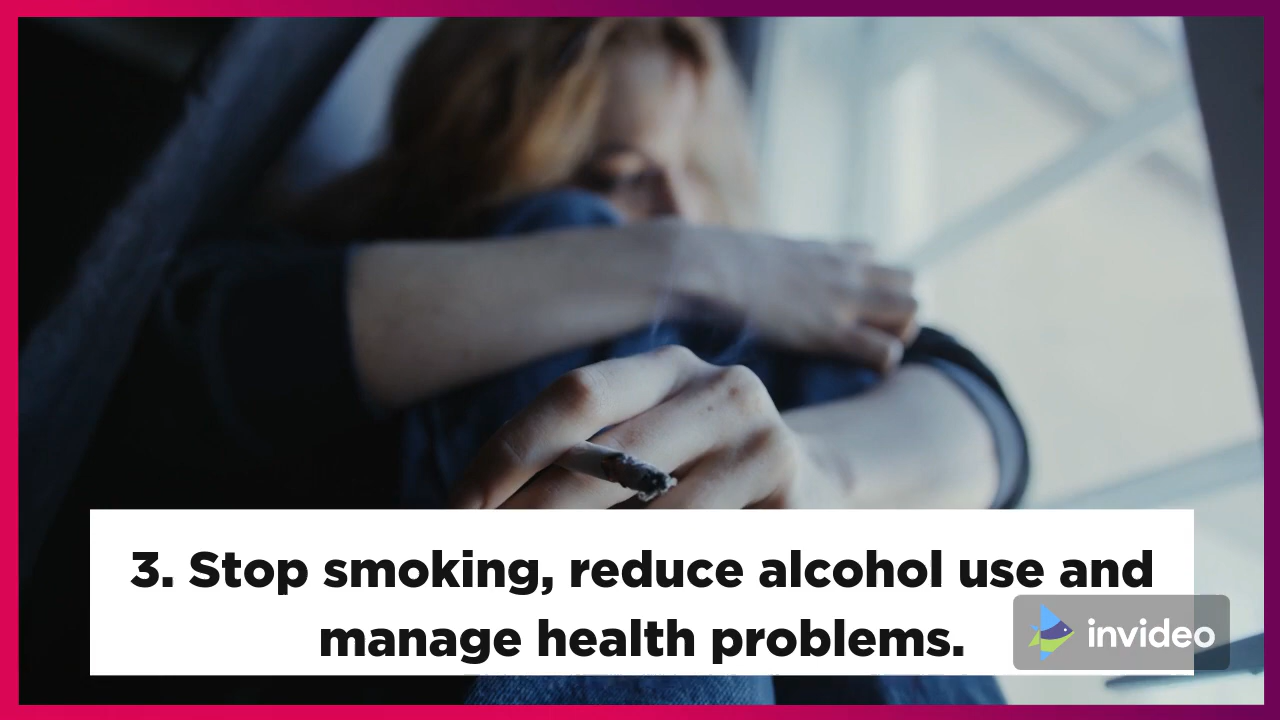 3. Stop smoking, reduce alcohol use and
manage health problems.
invideo